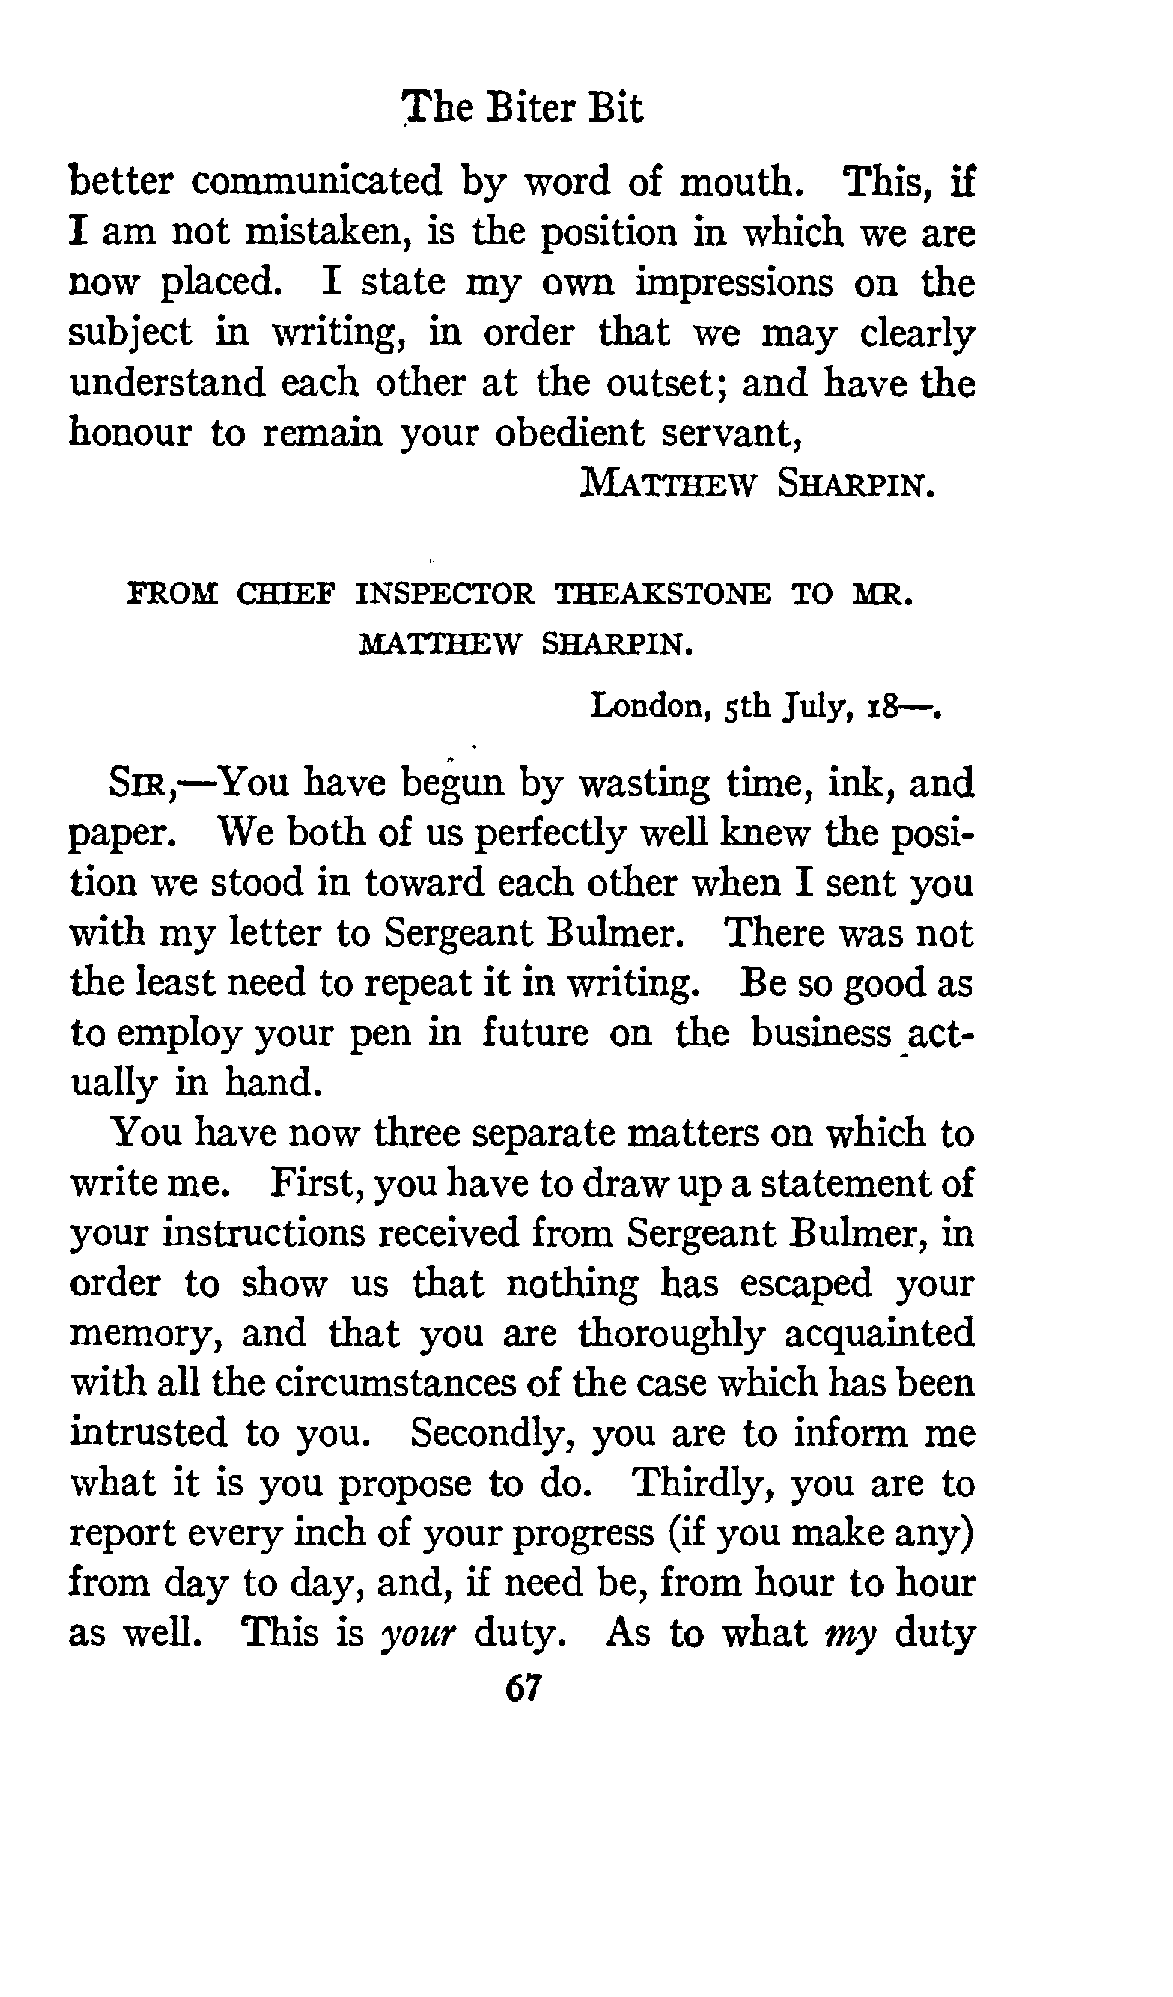 The Biter Bit
better communicated by word of mouth. This, if
I am not mistaken, is the position in which we are
now placed. I state my own impressions on the
subject in writing, in order that we may clearly
understand each other at the outset; and have the
honour to remain your obedient servant,
MATTHEW SHARPIN.
FROM CHIEF INSPECTOR THEAKSTONE TO MR.
MATTHEW SHARPIN.
London, 5th July, 18—.
SIR,—You have begun by wasting time, ink, and
paper. We both of us perfectly well knew the posi-
tion we stood in toward each other when I sent you
with my letter to Sergeant Bulmer. There was not
the least need to repeat it in writing. Be so good as
to employ your pen in future on the business act-
ually in hand.
You have now three separate matters on which to
write me. First, you have to draw up a statement of
your instructions received from Sergeant Bulmer, in
order to show us that nothing has escaped your
memory, and that you are thoroughly acquainted
with all the circumstances of the case which has been
intrusted to you. Secondly, you are to inform me
what it is you propose to do. Thirdly, you are to
report every inch of your progress (if you make any)
from day to day, and, if need be, from hour to hour
as well. This is your duty. As to what my duty
67